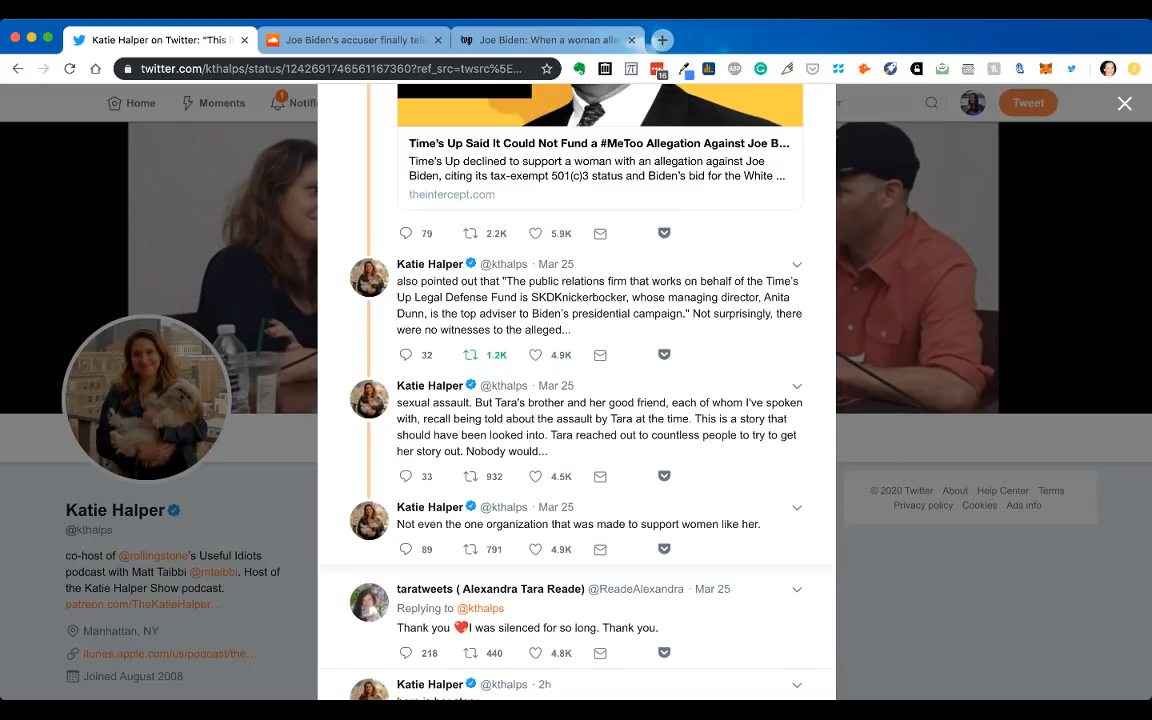 Katie Halper on Twitter: "This i
Joe Biden's accuser finally tells
Joe Biden: When a woman alle
twitter.com/kthalps/status/1242691746561167360?ref_src=twsrc%5E...
16
ABP
Home
Moments
1
Notifi
Tweet
Time's Up Said It Could Not Fund a #MeToo Allegation Against Joe B...
Time's Up declined to support a woman with an allegation against Joe
Biden, citing its tax-exempt 501(c)3 status and Biden's bid for the White ...
theintercept.com
79 2.2K 5.9K
Katie Halper @kthalps · Mar 25
also pointed out that "The public relations firm that works on behalf of the Time's
Up Legal Defense Fund is SKDKnickerbocker, whose managing director, Anita
Dunn, is the top adviser to Biden's presidential campaign." Not surprisingly, there
were no witnesses to the alleged...
32 1.2K 4.9K
Katie Halper @kthalps · Mar 25
sexual assault. But Tara's brother and her good friend, each of whom I've spoken
with, recall being told about the assault by Tara at the time. This is a story that
should have been looked into. Tara reached out to countless people to try to get
her story out. Nobody would...
33 932 4.5K
Katie Halper @kthalps · Mar 25
Not even the one organization that was made to support women like her.
89 791 4.9K
taratweets ( Alexandra Tara Reade) @ReadeAlexandra · Mar 25
Replying to @kthalps
Thank you ❤️I was silenced for so long. Thank you.
218 440 4.8K
Katie Halper @kthalps · 2h
Katie Halper
@kthalps
co-host of @rollingstone's Useful Idiots
podcast with Matt Taibbi @mtaibbi. Host of
the Katie Halper Show podcast.
patreon.com/TheKatieHalper...
Manhattan, NY
itunes.apple.com/us/podcast/the...
Joined August 2008
© 2020 Twitter About Help Center Terms
Privacy policy Cookies Ads info